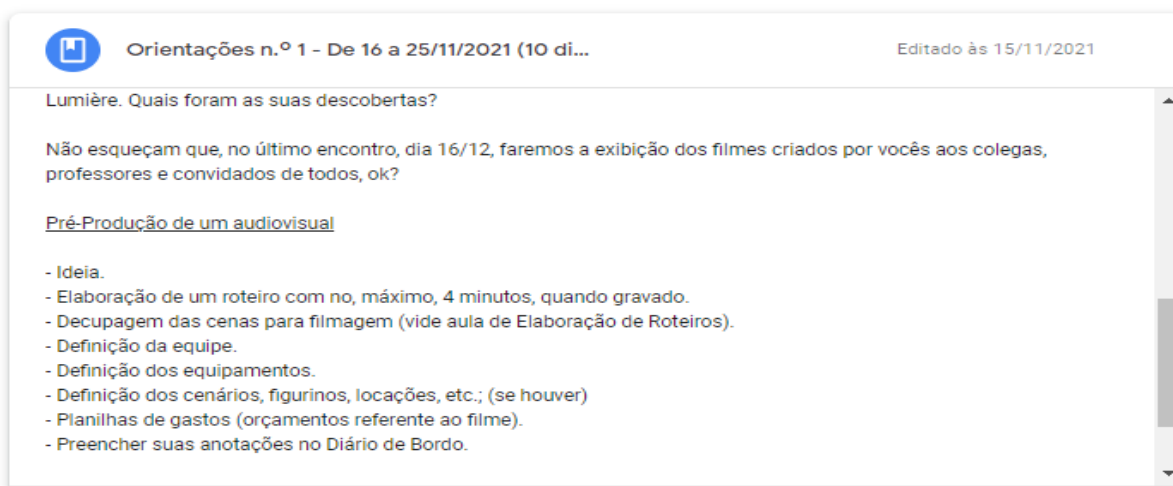 Orientações n.º 1 - De 16 a 25/11/2021 (10 di...
Editado às 15/11/2021
Lumière. Quais foram as suas descobertas?
Não esqueçam que, no último encontro, dia 16/12, faremos a exibição dos filmes criados por vocês aos colegas,
professores e convidados de todos, ok?
Pré-Produção de um audiovisual
- Ideia.
- Elaboração de um roteiro com no, máximo, 4 minutos, quando gravado.
- Decupagem das cenas para filmagem (vide aula de Elaboração de Roteiros).
- Definição da equipe.
- Definição dos equipamentos.
- Definição dos cenários, figurinos, locações, etc.; (se houver)
- Planilhas de gastos (orçamentos referente ao filme).
- Preencher suas anotações no Diário de Bordo.